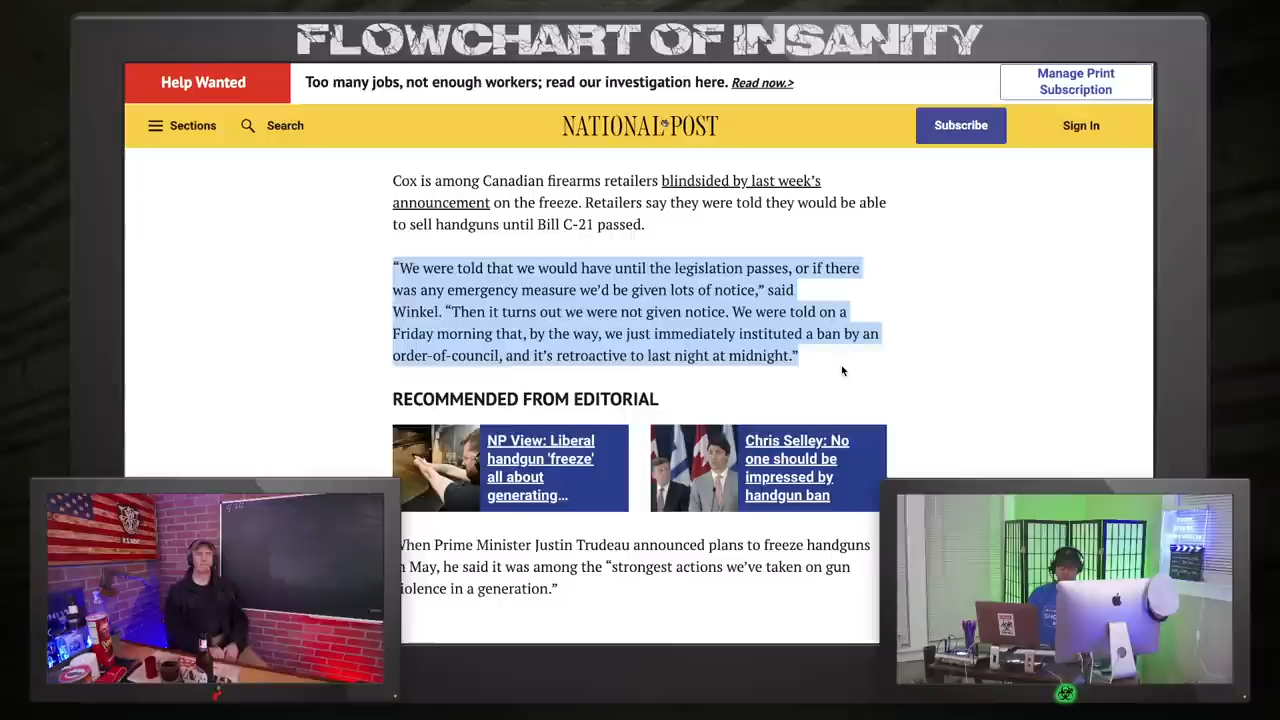 FLOWCHART OF INSANITY
Help Wanted
Too many jobs, not enough workers; read our investigation here. Read now.>
Manage Print
Subscription
Sections
Search
NATIONAL POST
Subscribe
Sign In
Cox is among Canadian firearms retailers blindsided by last week’s
announcement on the freeze. Retailers say they were told they would be able
to sell handguns until Bill C-21 passed.
“We were told that we would have until the legislation passes, or if there
was any emergency measure we’d be given lots of notice,” said
Winkel. “Then it turns out we were not given notice. We were told on a
Friday morning that, by the way, we just immediately instituted a ban by an
order-of-council, and it’s retroactive to last night at midnight.”
RECOMMENDED FROM EDITORIAL
NP View: Liberal
handgun 'freeze'
all about
generating...
Chris Selley: No
one should be
impressed by
handgun ban
When Prime Minister Justin Trudeau announced plans to freeze handguns
n May, he said it was among the “strongest actions we’ve taken on gun
iolence in a generation.”